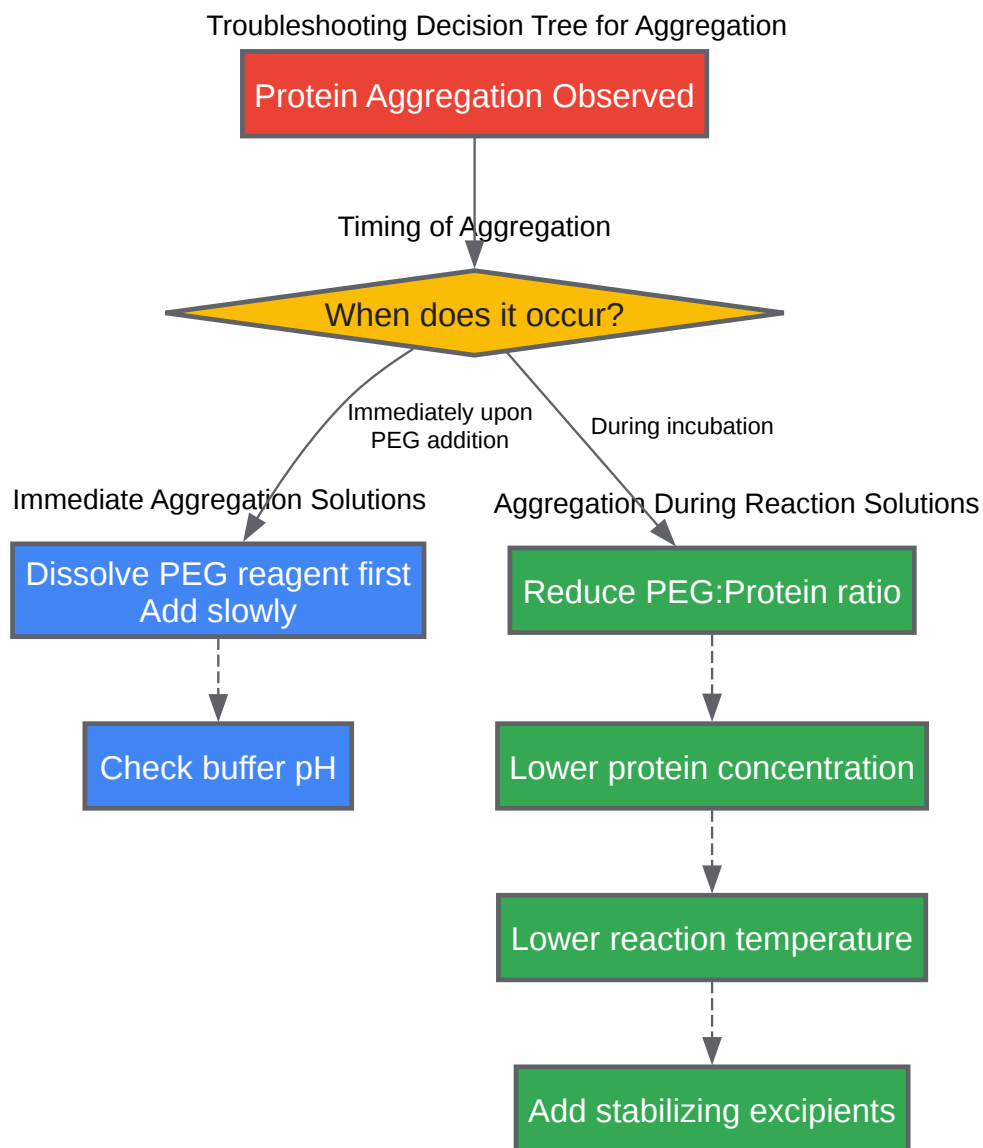 Troubleshooting Decision Tree for Aggregation
Protein Aggregation Observed
Timing of Aggregation
When does it occur?
Immediately upon
PEG addition
During incubation
Immediate Aggregation Solutions
Dissolve PEG reagent first
Add slowly
Check buffer pH
Aggregation During Reaction Solutions
Reduce PEG:Protein ratio
Lower protein concentration
Lower reaction temperature
Add stabilizing excipients